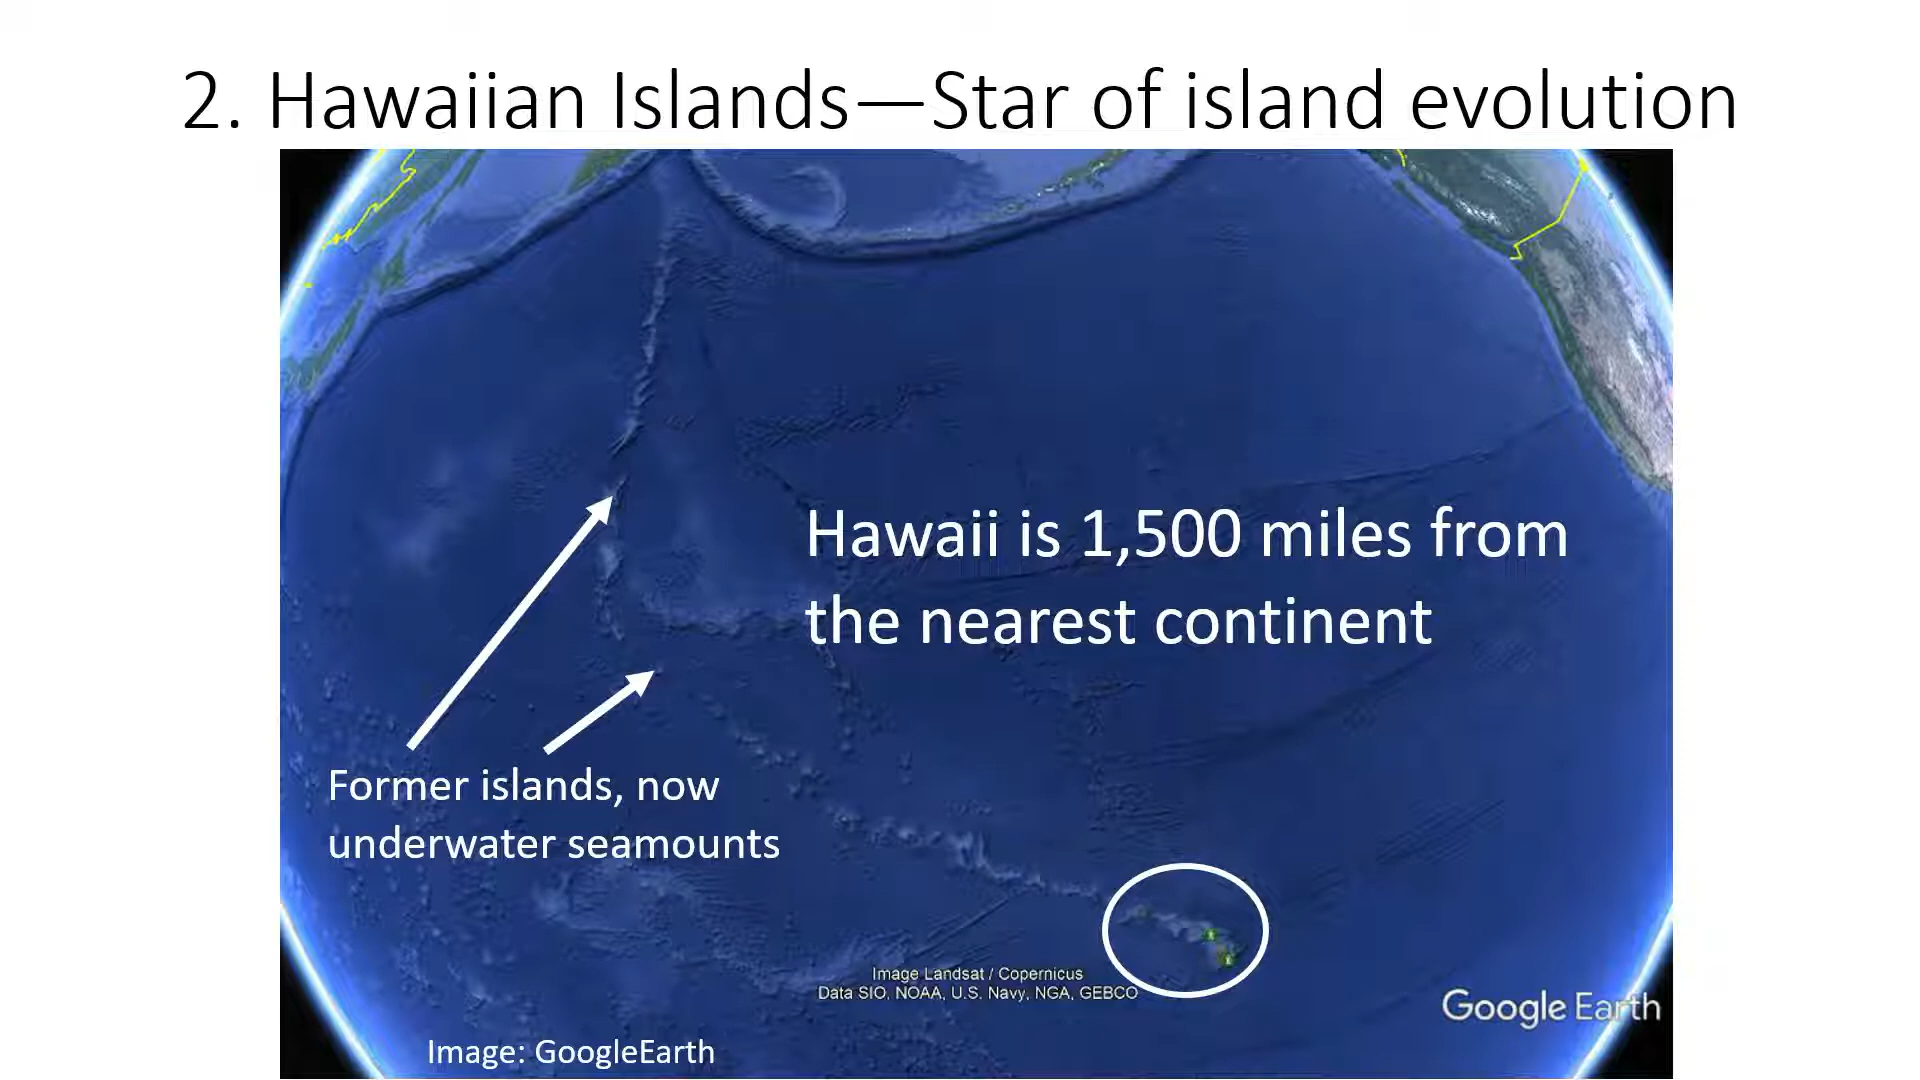 2. Hawaiian Islands—Star of island evolution
Hawaii is 1,500 miles from
the nearest continent
Former islands, now
underwater seamounts
Image Landsat / Copernicus
Data SIO, NOAA, U.S. Navy, NGA, GEBCO
Google Earth
Image: GoogleEarth